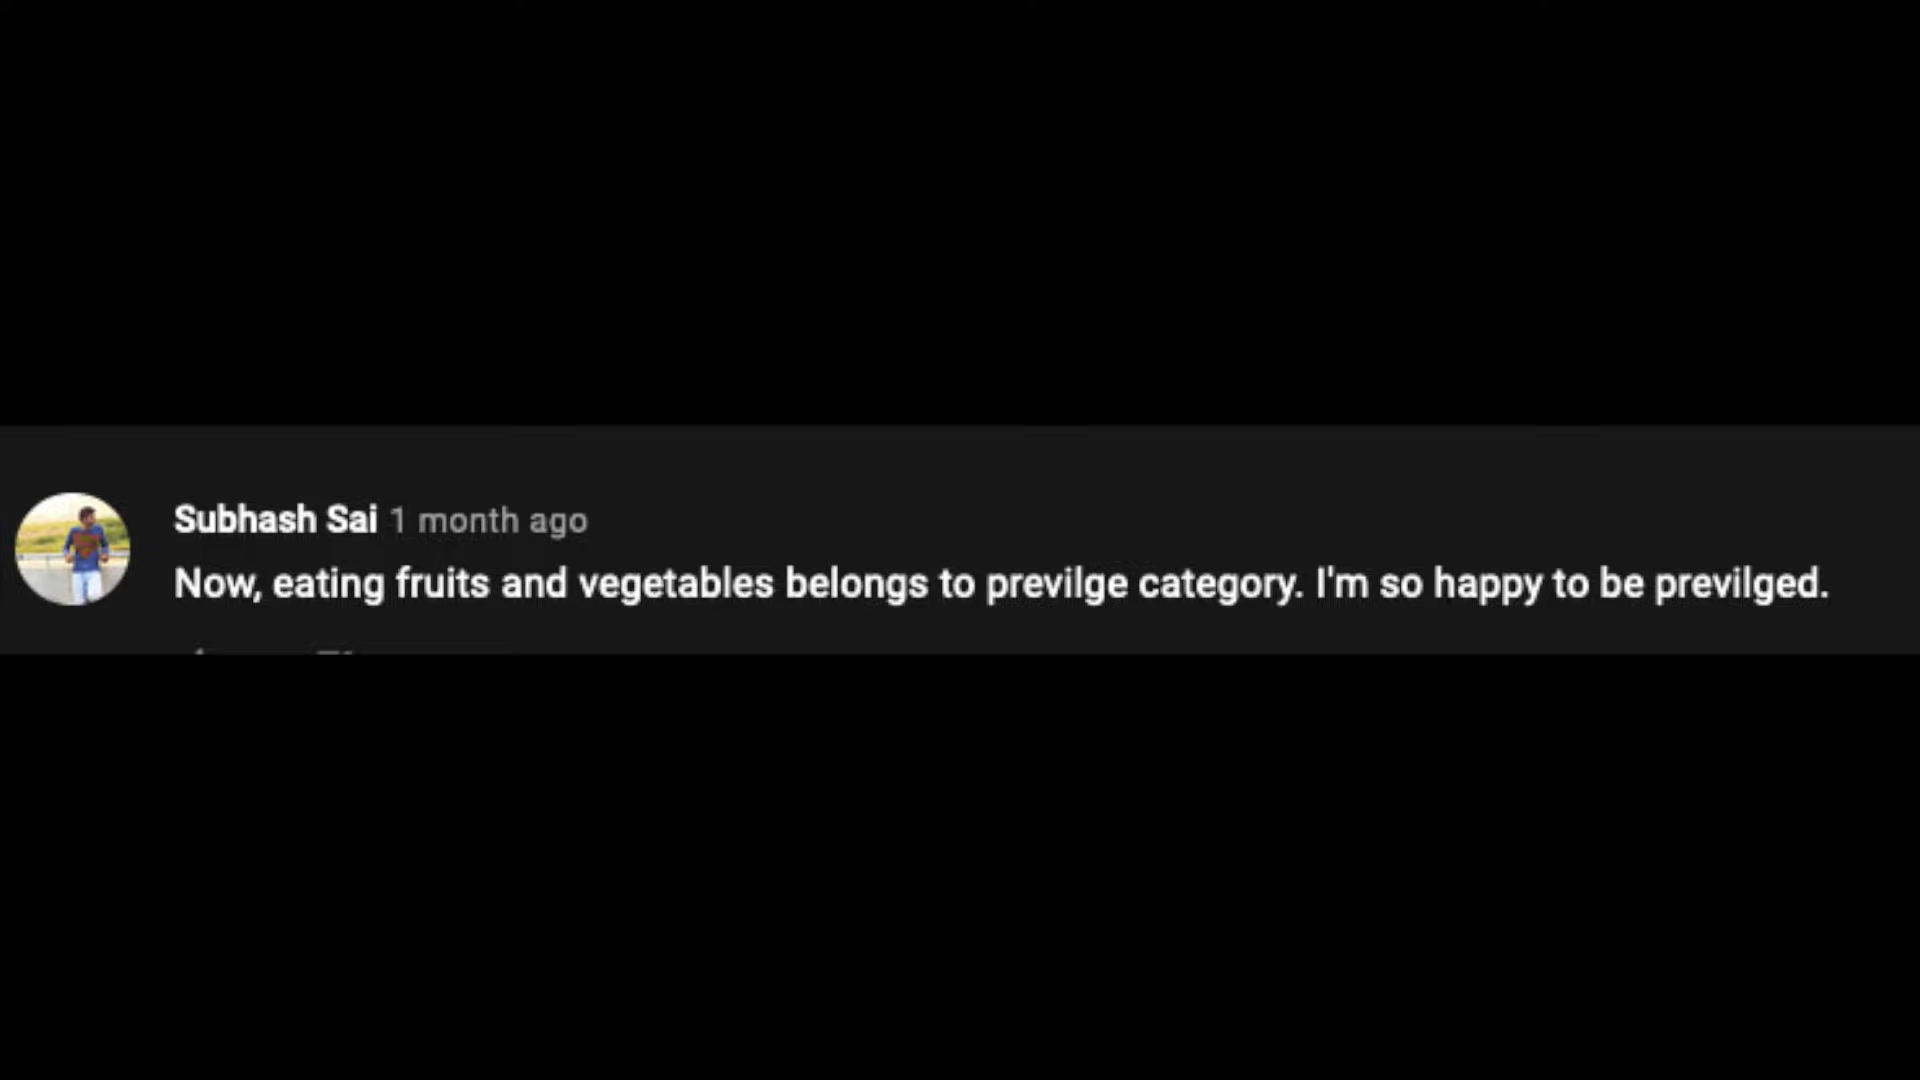 Subhash Sai 1 month ago
Now, eating fruits and vegetables belongs to previlge category. I'm so happy to be previlged.